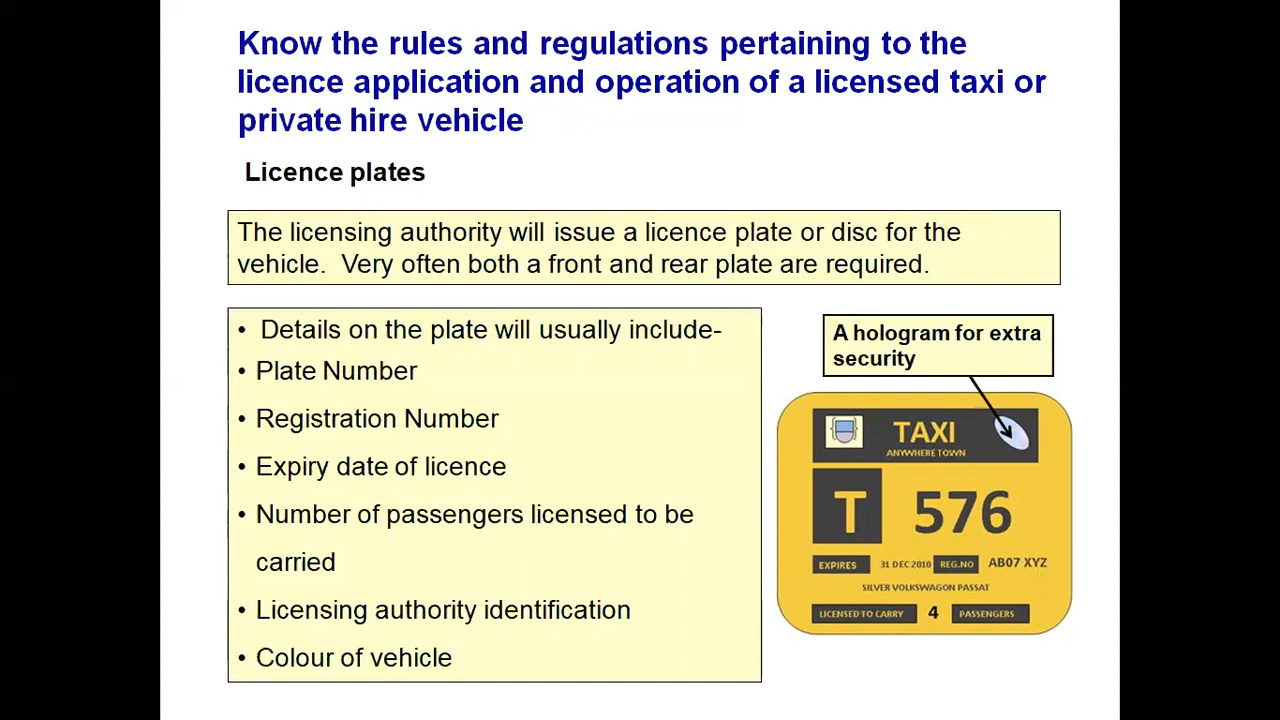 Know the rules and regulations pertaining to the
licence application and operation of a licensed taxi or
private hire vehicle
Licence plates
The licensing authority will issue a licence plate or disc for the
vehicle.  Very often both a front and rear plate are required.
• Details on the plate will usually include-
• Plate Number
• Registration Number
• Expiry date of licence
• Number of passengers licensed to be
carried
• Licensing authority identification
• Colour of vehicle
A hologram for extra
security
TAXI
ANYWHERE TOWN
T 576
EXPIRES 31 DEC 2010 REG.NO AB07 XYZ
SILVER VOLKSWAGON PASSAT
LICENSED TO CARRY 4 PASSENGERS